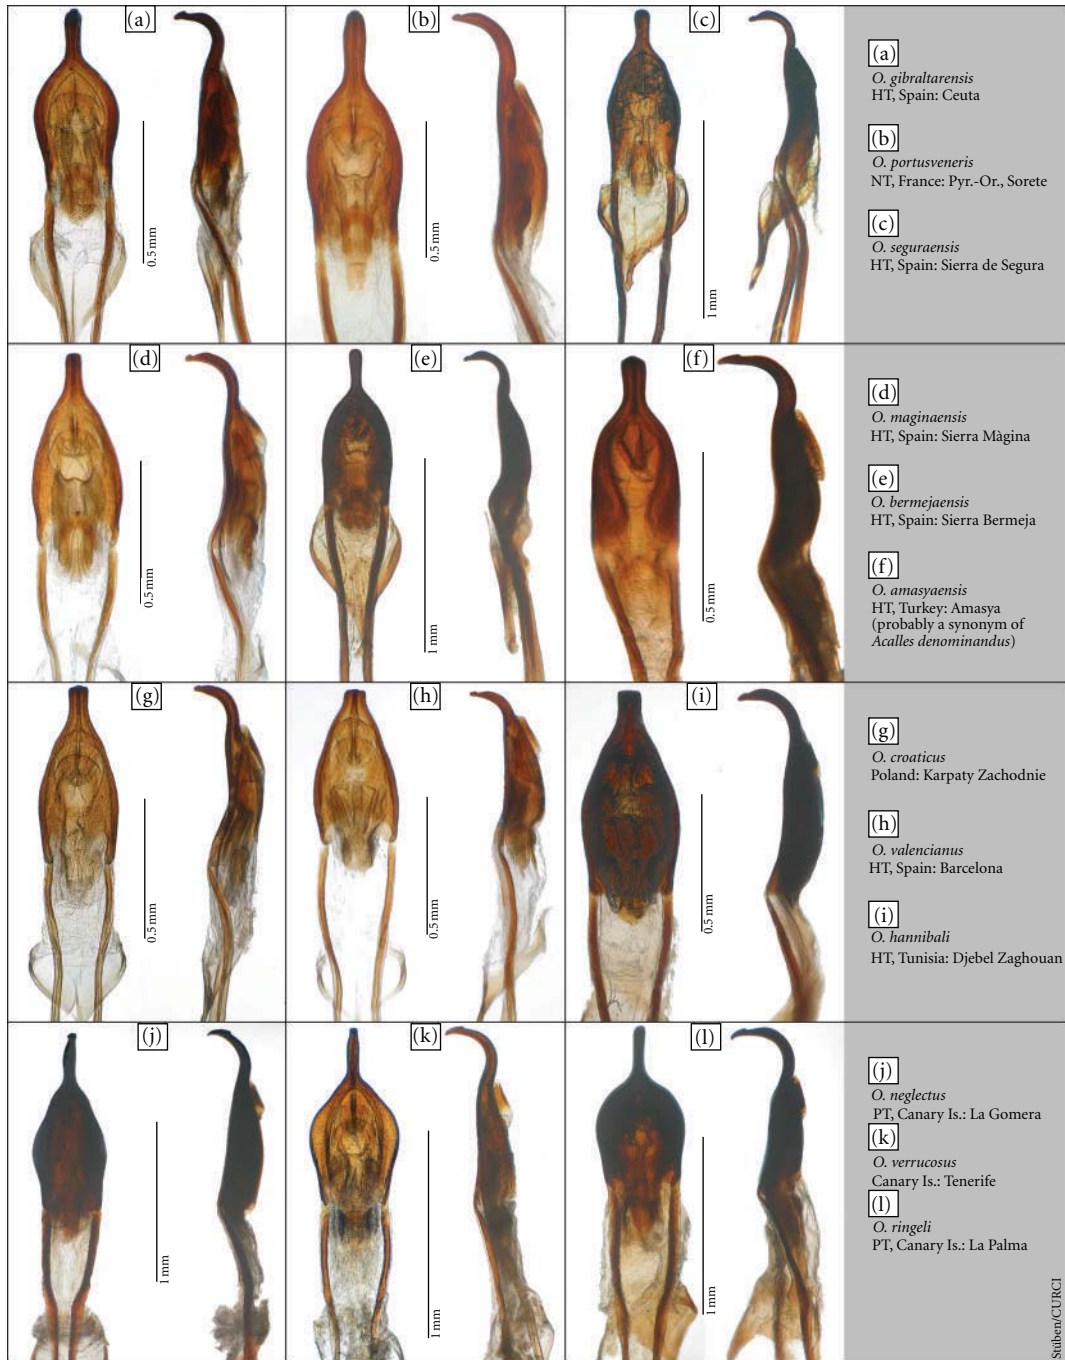 (a)
(b)
(c)
0.5 mm
0.5 mm
1 mm
(a)
O. gibraltarensis
HT, Spain: Ceuta
(b)
O. portusveneris
NT, France: Pyr.-Or., Sorete
(c)
O. seguraensis
HT, Spain: Sierra de Segura
(d)
(e)
(f)
0.5 mm
1 mm
0.5 mm
(d)
O. maginaensis
HT, Spain: Sierra Màgina
(e)
O. bermejaensis
HT, Spain: Sierra Bermeja
(f)
O. amasyaensis
HT, Turkey: Amasya
(probably a synonym of
Acalles denominandus)
(g)
(h)
(i)
0.5 mm
0.5 mm
0.5 mm
(g)
O. croaticus
Poland: Karpaty Zachodnie
(h)
O. valencianus
HT, Spain: Barcelona
(i)
O. hannibali
HT, Tunisia: Djebel Zaghouan
(j)
(k)
(l)
1 mm
1 mm
1 mm
(j)
O. neglectus
PT, Canary Is.: La Gomera
(k)
O. verrucosus
Canary Is.: Tenerife
(l)
O. ringeli
PT, Canary Is.: La Palma
Stüben/CURCI